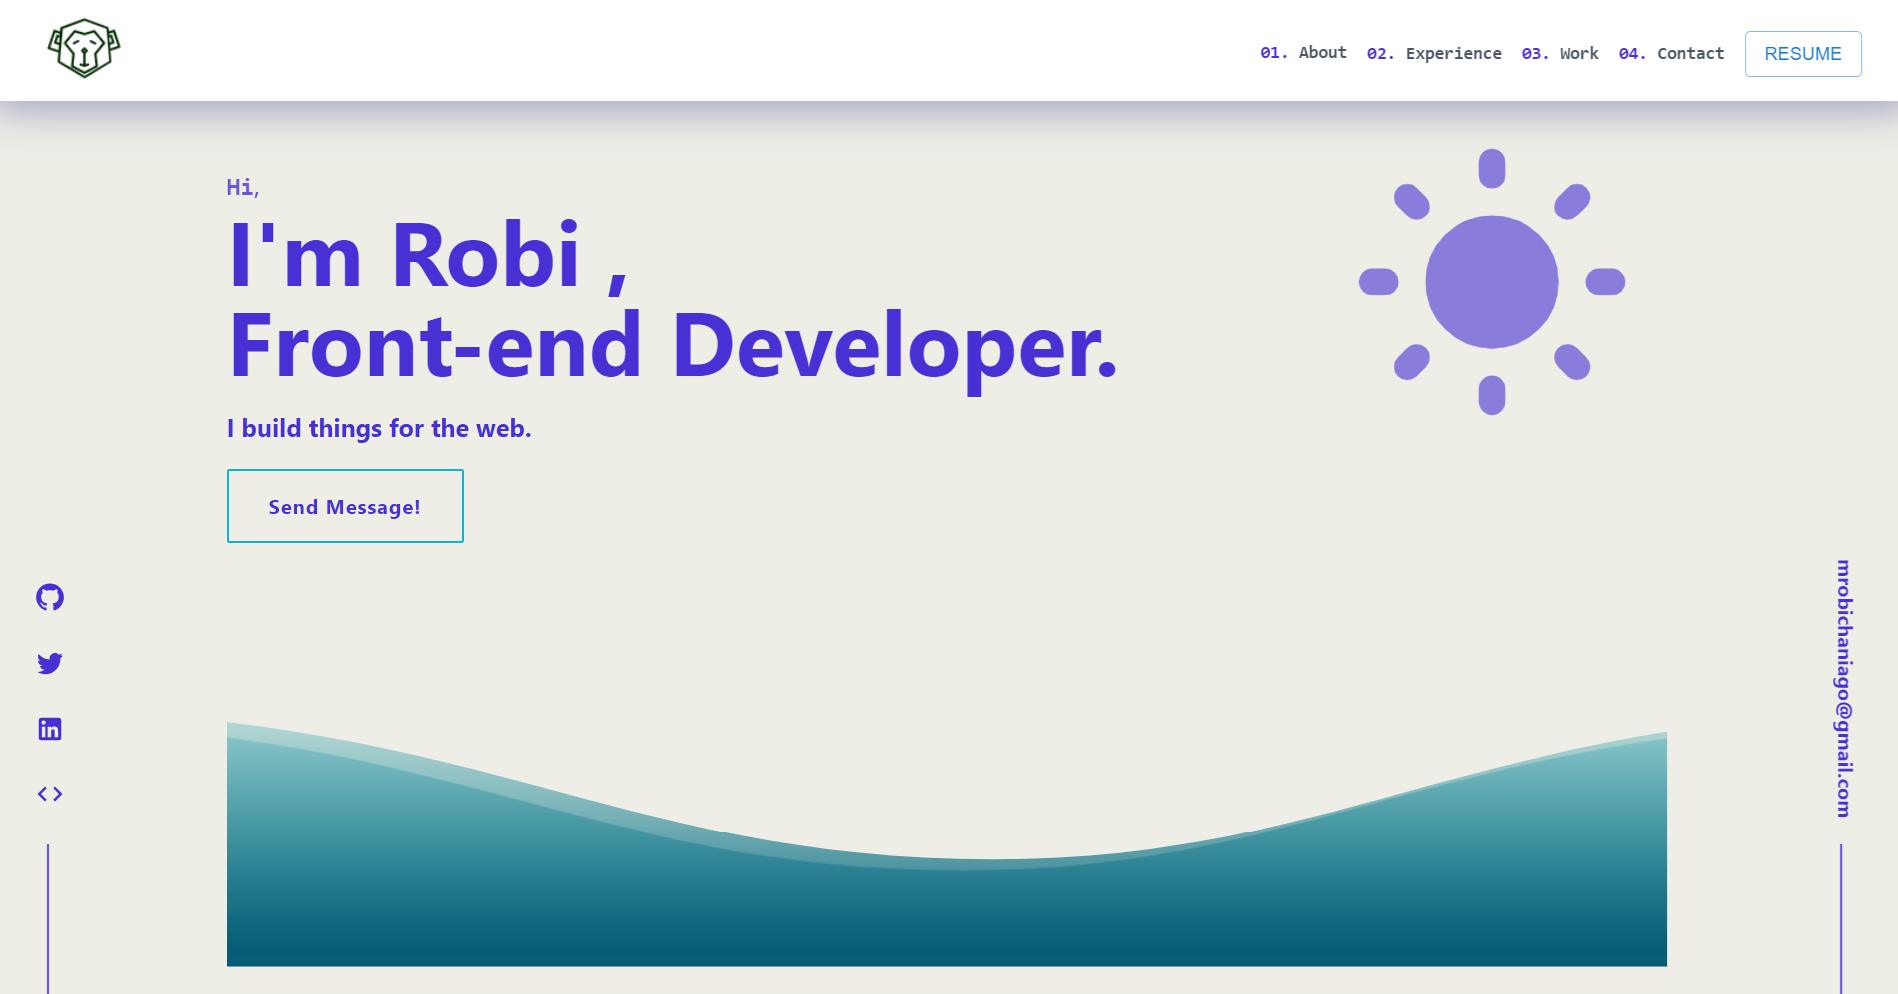 01. About 02. Experience 03. Work 04. Contact RESUME
Hi,
I'm Robi ,
Front-end Developer.
I build things for the web.
Send Message!
mrobichaniago@gmail.com